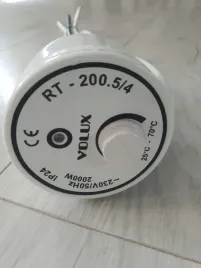 RT - 200.5/4
CE
VOLUX
25°C - 70°C
~230V/50Hz
2000W
IP24